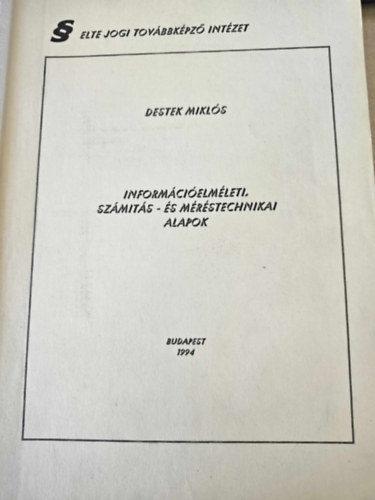 § ELTE JOGI TOVÁBBKÉPZŐ INTÉZET
DESTEK MIKLÓS
INFORMÁCIÓELMÉLETI,
SZÁMITÁS - ÉS MÉRÉSTECHNIKAI
ALAPOK
BUDAPEST
1994